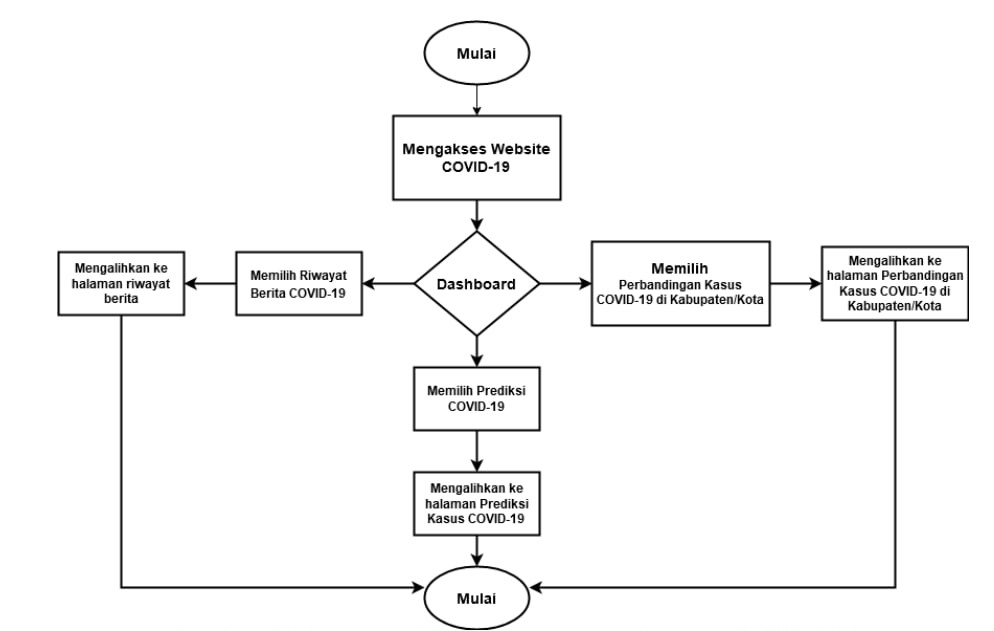 Mulai
Mengakses Website
COVID-19
Mengalihkan ke
halaman riwayat
berita
Memilih Riwayat
Berita COVID-19
Dashboard
Memilih
Perbandingan Kasus
COVID-19 di Kabupaten/Kota
Mengalihkan ke
halaman Perbandingan
Kasus COVID-19 di
Kabupaten/Kota
Memilih Prediksi
COVID-19
Mengalihkan ke
halaman Prediksi
Kasus COVID-19
Mulai